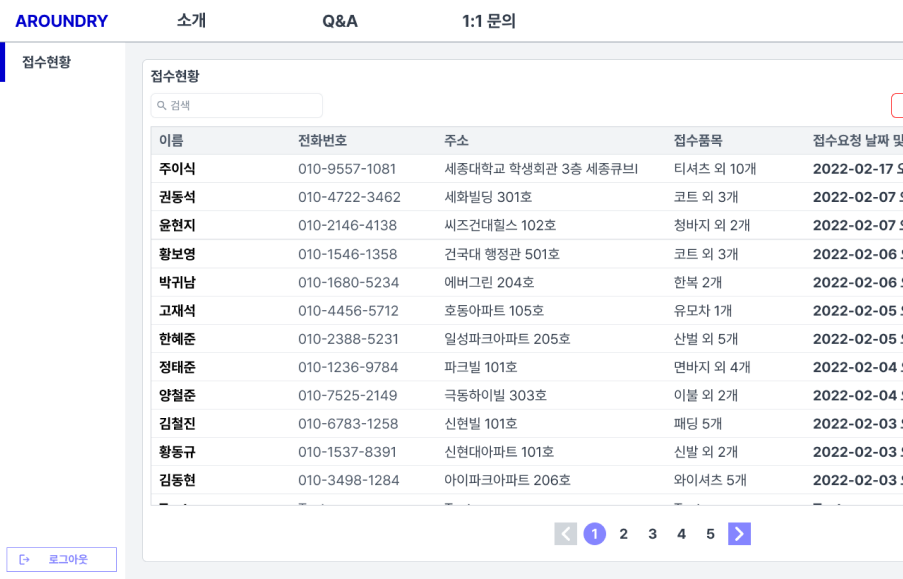 AROUNDRY 소개 Q&A 1:1 문의
접수현황
접수현황
검색
이름 전화번호 주소 접수품목 접수요청 날짜 및
주이식 010-9557-1081 세종대학교 학생회관 3층 세종큐브I 티셔츠 외 10개 2022-02-17
권동석 010-4722-3462 세화빌딩 301호 코트 외 3개 2022-02-07
윤현지 010-2146-4138 씨즈건대힐스 102호 청바지 외 2개 2022-02-07
황보영 010-1546-1358 건국대 행정관 501호 코트 외 3개 2022-02-06
박귀남 010-1680-5234 에버그린 204호 한복 2개 2022-02-06
고재석 010-4456-5712 호동아파트 105호 유모차 1개 2022-02-05
한혜준 010-2388-5231 일성파크아파트 205호 산벌 외 5개 2022-02-05
정태준 010-1236-9784 파크빌 101호 면바지 외 4개 2022-02-04
양철준 010-7525-2149 극동하이빌 303호 이불 외 2개 2022-02-04
김철진 010-6783-1258 신현빌 101호 패딩 5개 2022-02-03
황동규 010-1537-8391 신현대아파트 101호 신발 외 2개 2022-02-03
김동현 010-3498-1284 아이파크아파트 206호 와이셔츠 5개 2022-02-03
1 2 3 4 5
로그아웃